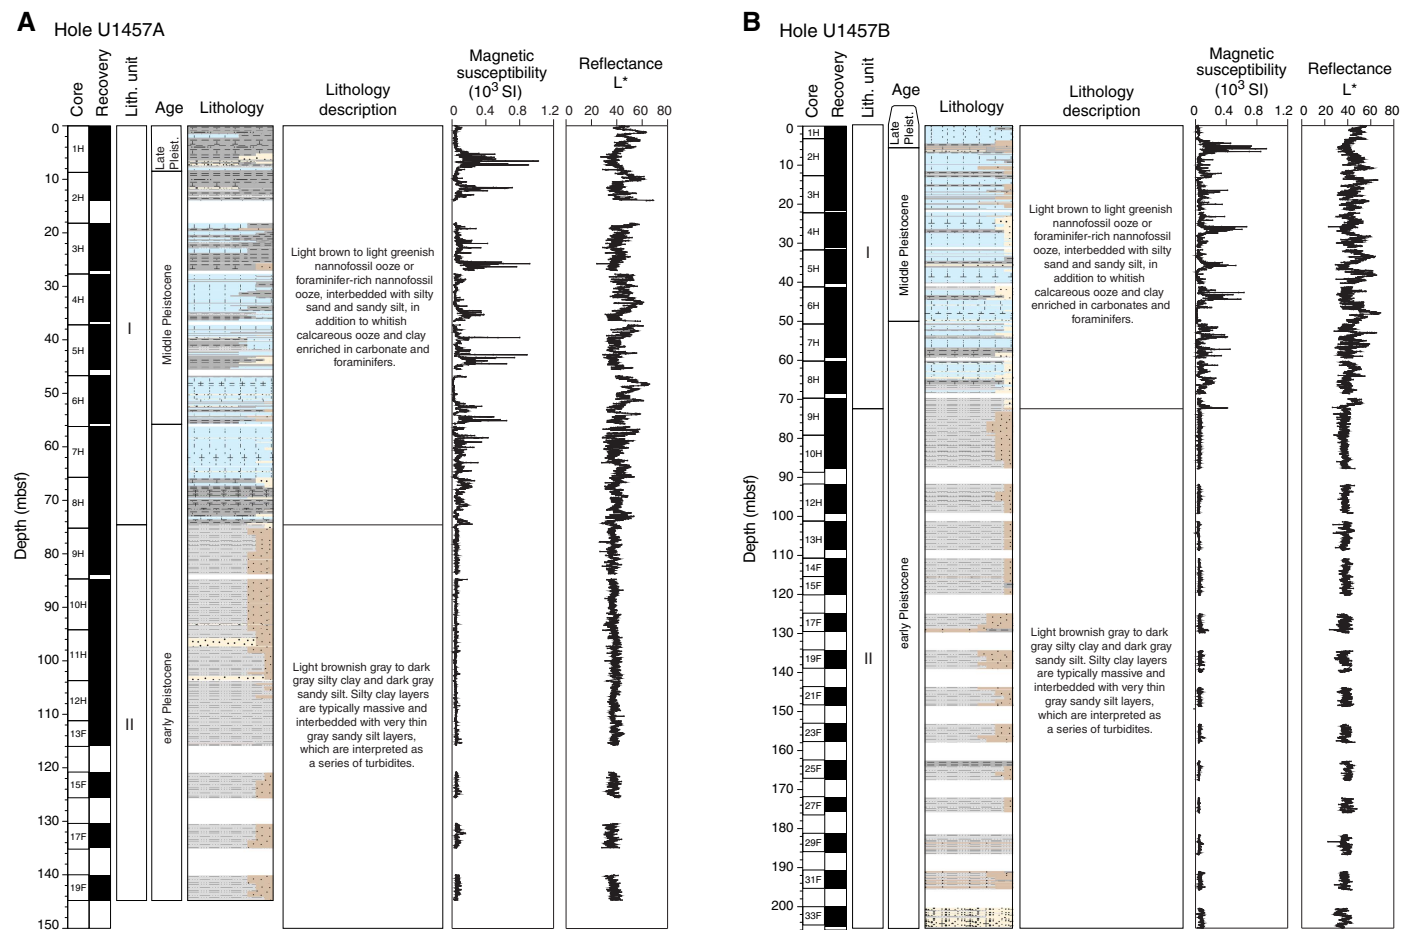 A
Hole U1457A
Core
Recovery
Lith. unit
Age
Lithology
Lithology
description
Magnetic
susceptibility
(10³ SI)
Reflectance
L*
0 0.4 0.8 1.2
0 20 40 60 80
Depth (mbsf)
0
10
20
30
40
50
60
70
80
90
100
110
120
130
140
150
1H
2H
3H
4H
5H
6H
7H
8H
9H
10H
11H
12H
13F
15F
17F
19F
I
II
Late
Pleist.
Middle Pleistocene
early Pleistocene
Light brown to light greenish
nannofossil ooze or
foraminifer-rich nannofossil
ooze, interbedded with silty
sand and sandy silt, in
addition to whitish
calcareous ooze and clay
enriched in carbonate and
foraminifers.
Light brownish gray to dark
gray silty clay and dark gray
sandy silt. Silty clay layers
are typically massive and
interbedded with very thin
gray sandy silt layers,
which are interpreted as
a series of turbidites.
B
Hole U1457B
Core
Recovery
Lith. unit
Age
Lithology
Lithology
description
Magnetic
susceptibility
(10³ SI)
Reflectance
L*
0 0.4 0.8 1.2
0 20 40 60 80
Depth (mbsf)
0
10
20
30
40
50
60
70
80
90
100
110
120
130
140
150
160
170
180
190
200
1H
2H
3H
4H
5H
6H
7H
8H
9H
10H
12H
13H
14F
15F
17F
19F
21F
23F
25F
27F
29F
31F
33F
I
II
Late
Pleist.
Middle Pleistocene
early Pleistocene
Light brown to light greenish
nannofossil ooze or
foraminifer-rich nannofossil
ooze, interbedded with silty
sand and sandy silt, in
addition to whitish
calcareous ooze and clay
enriched in carbonates and
foraminifers.
Light brownish gray to dark
gray silty clay and dark gray
sandy silt. Silty clay layers
are typically massive and
interbedded with very thin
gray sandy silt layers,
which are interpreted as
a series of turbidites.